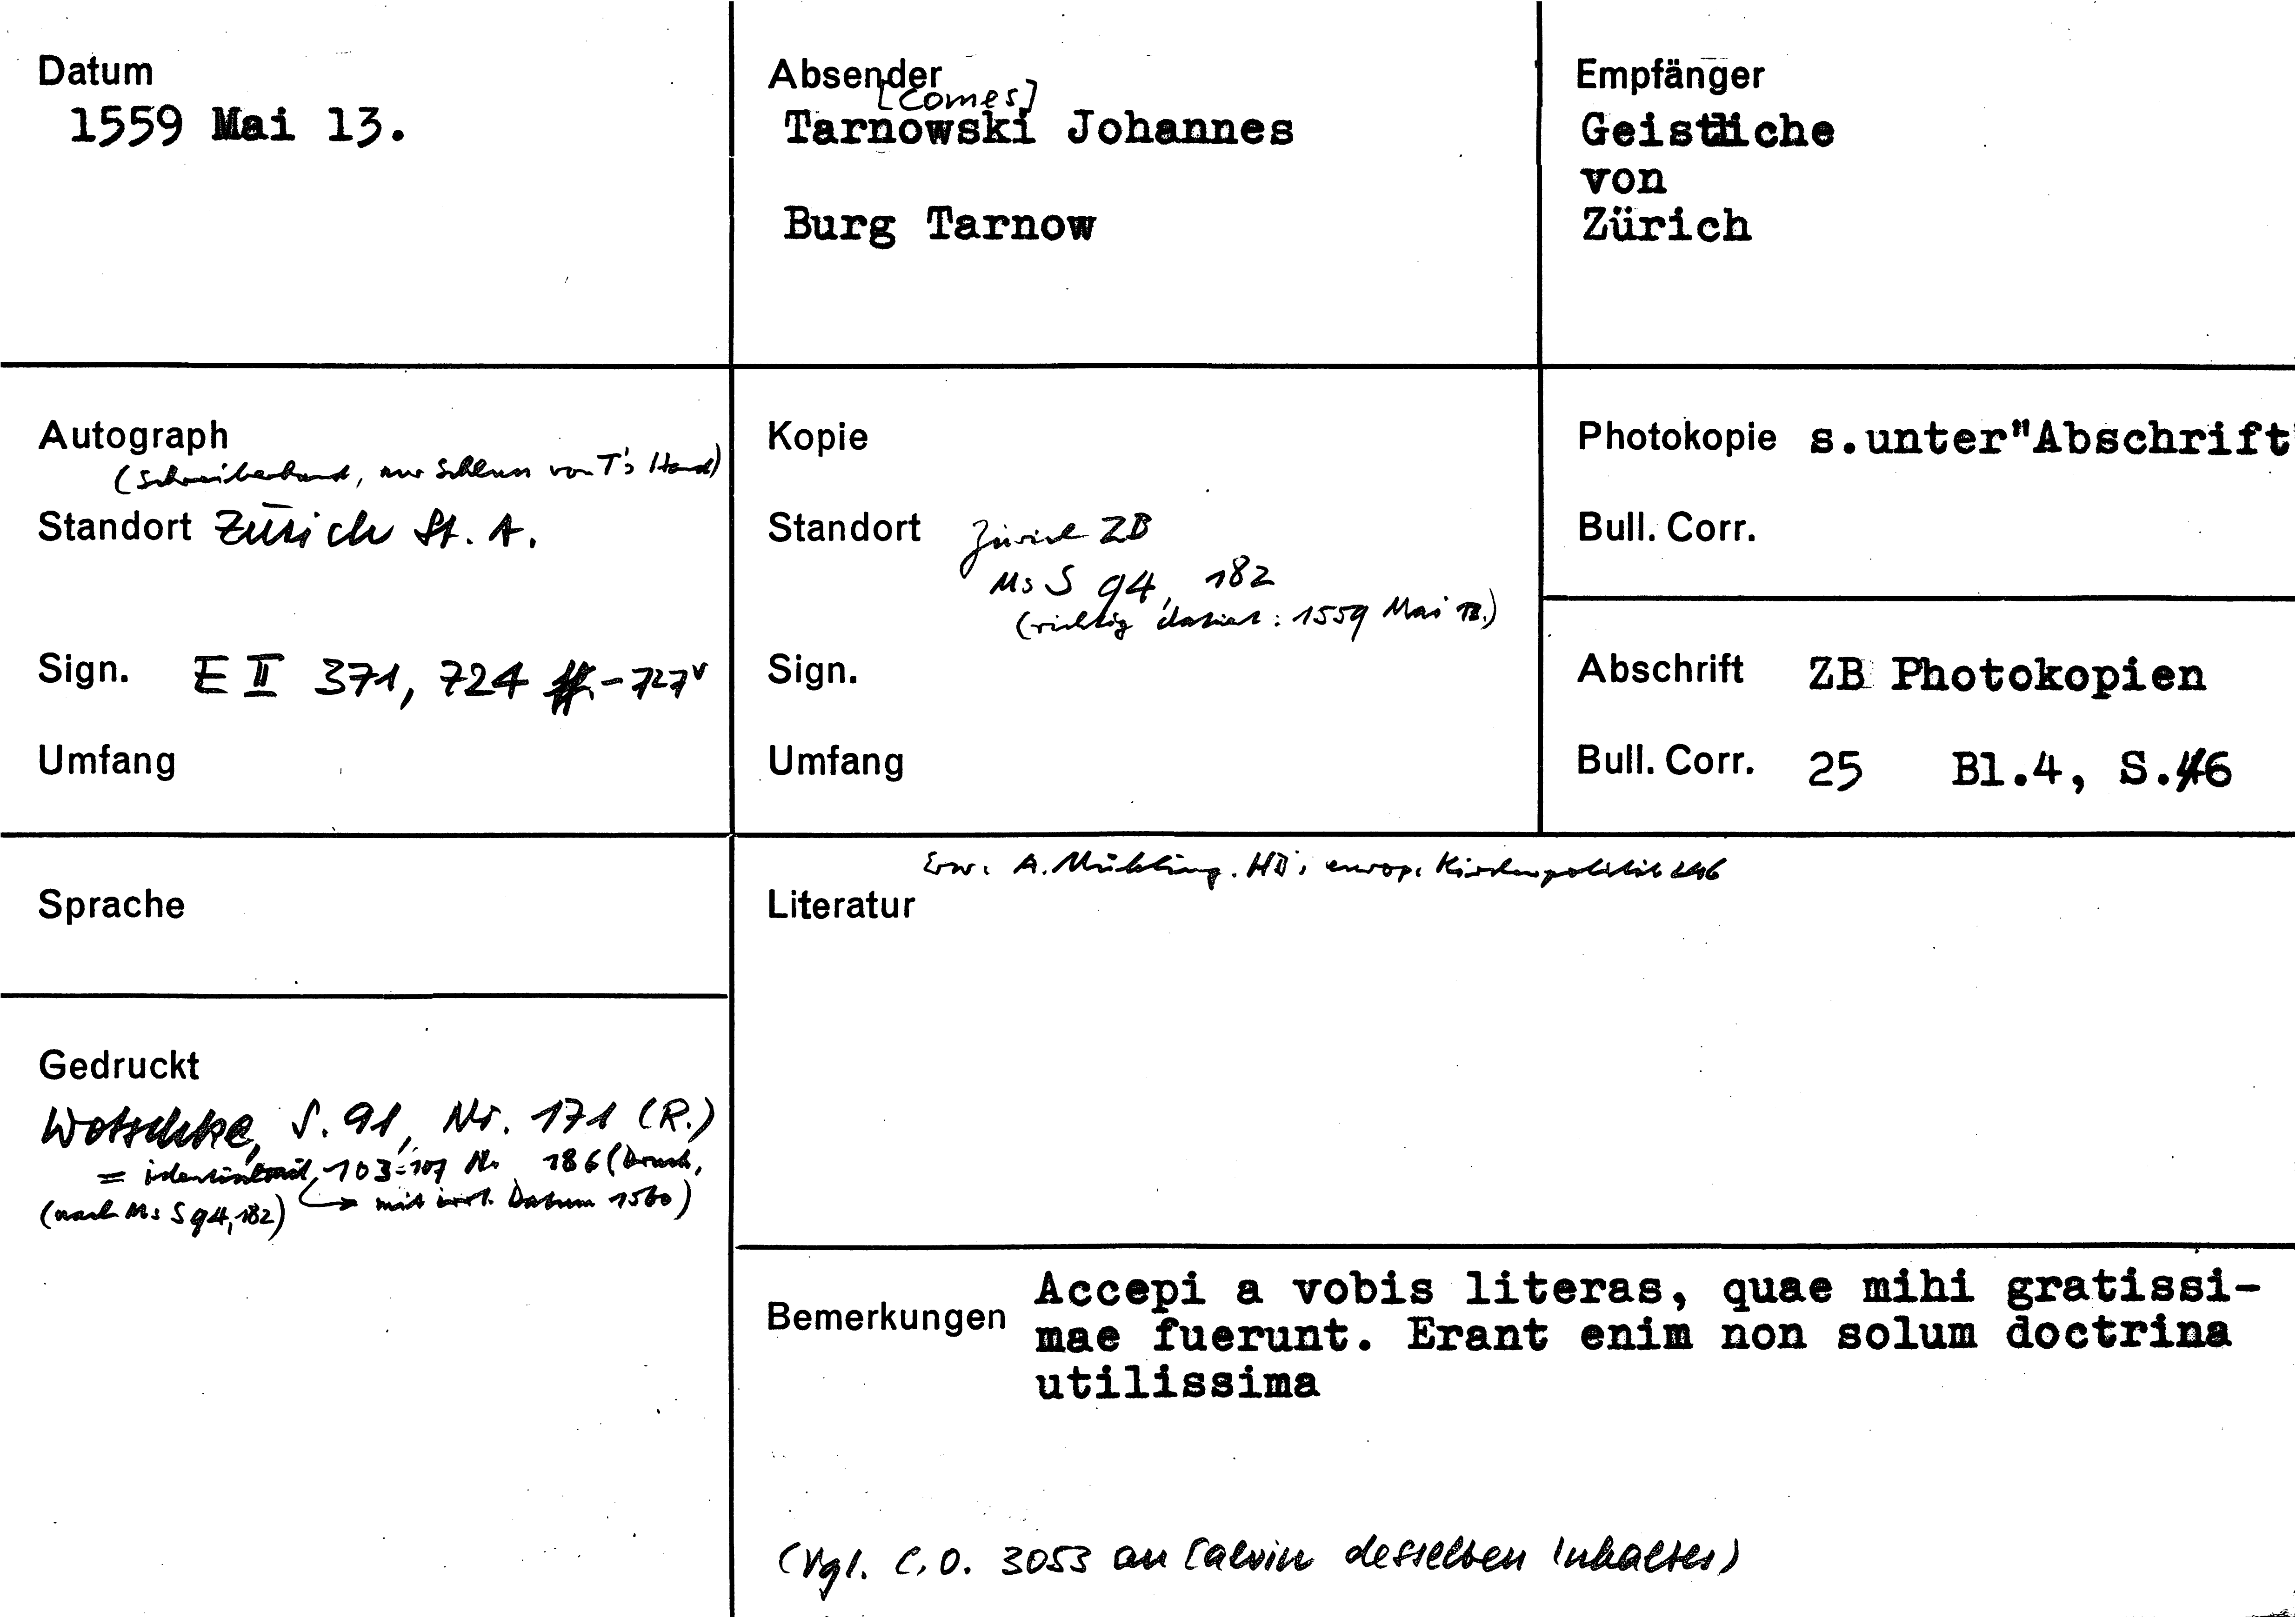 Datum
1559 Mai 13.
Absender
[Comes]
Tarnowski Johannes
Burg Tarnow
Empfänger
Geistliche
von
Zürich
Autograph
(Schreiberhand, nur Schluss von T's Hand)
Standort Zürich St. A.
Sign. E II 371, 724 ff. - 727v
Umfang
Kopie
Standort Zürich ZB
Ms S 94, 182
(richtig datiert: 1559 Mai 13.)
Sign.
Umfang
Photokopie s.unter"Abschrift"
Bull. Corr.
Abschrift ZB Photokopien
Bull. Corr. 25 Bl.4, S.46
Sprache
Erw. A. Mühling. HB's europ. Kirchenpolitik 246
Literatur
Gedruckt
Wotschke, S. 91, Nr. 171 (R.)
= identisch mit, 103-107 Nr 186 (Druck,
(nach Ms S 94, 182) → mit irrt. Datum 1560)
Bemerkungen
Accepi a vobis literas, quae mihi gratissi-
mae fuerunt. Erant enim non solum doctrina
utilissima
(Vgl. C.O. 3053 an Calvin desselben Inhaltes)